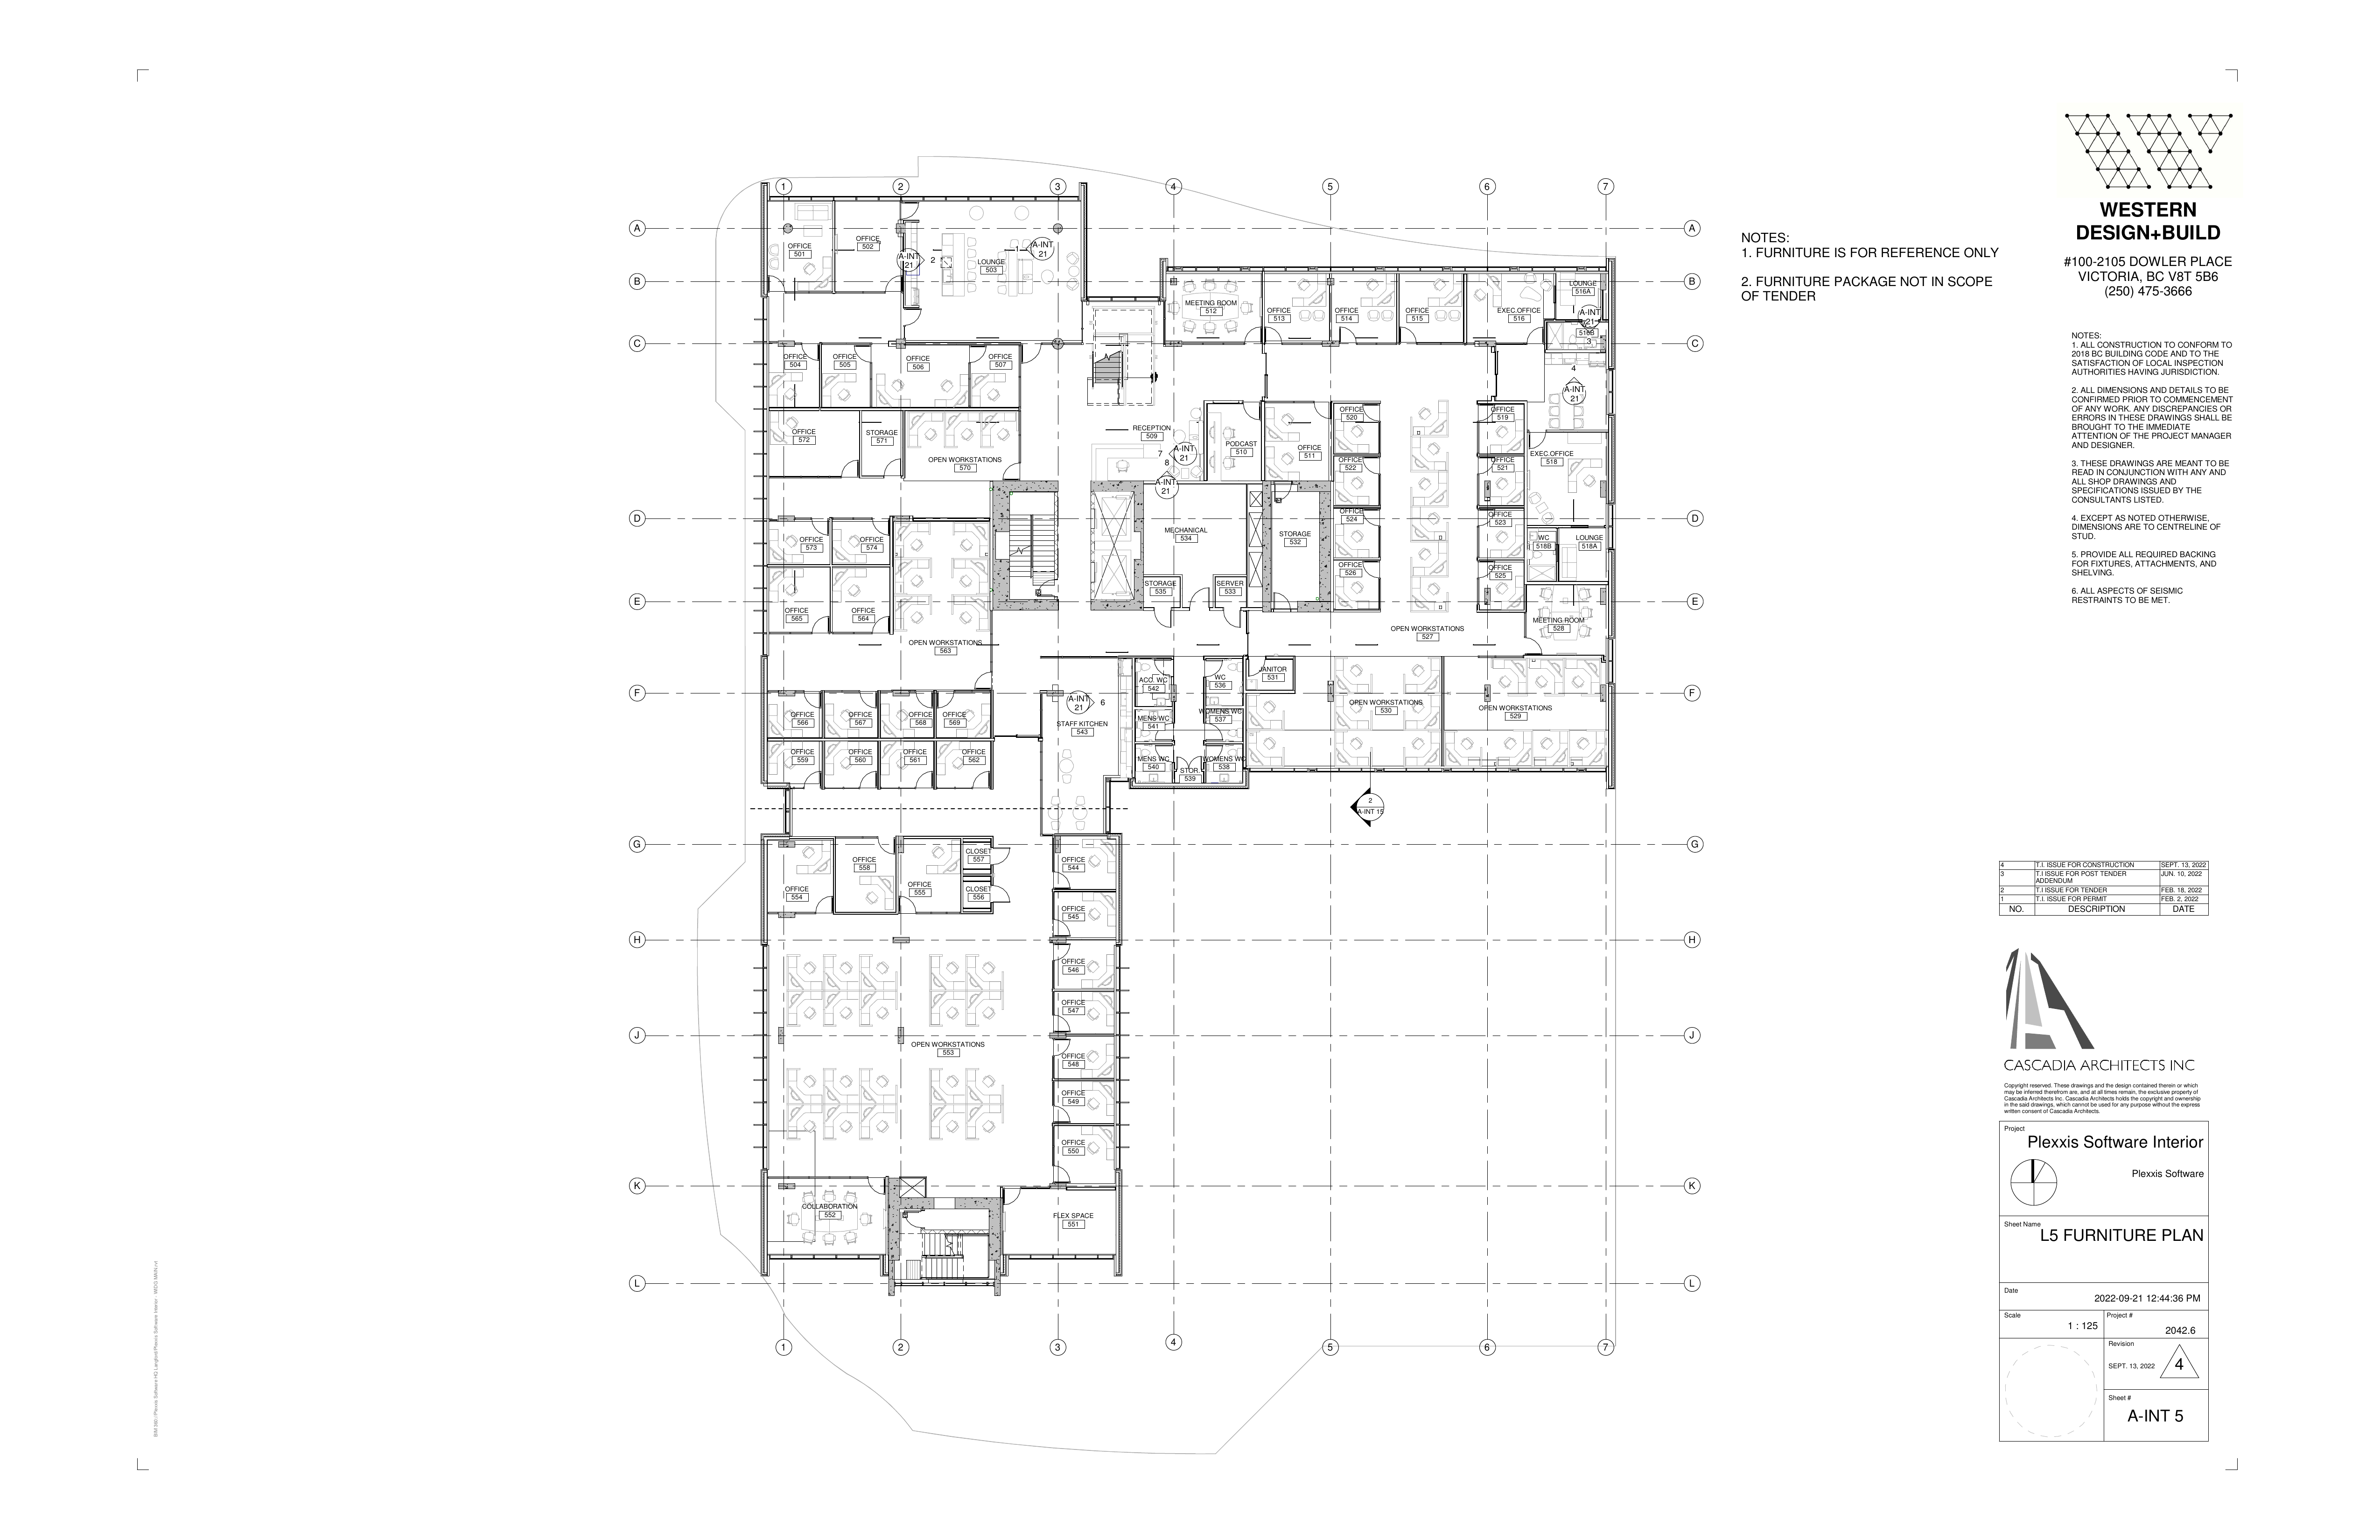 1
2
3
4
5
6
7
A
A
B
B
C
C
D
D
E
E
F
F
G
G
H
H
J
J
K
K
L
L
1
2
3
4
5
6
7
OFFICE
501
OFFICE
502
A-INT
21
2
LOUNGE
503
1
A-INT
21
MEETING ROOM
512
OFFICE
513
OFFICE
514
OFFICE
515
EXEC.OFFICE
516
LOUNGE
516A
A-INT
21
516B
3
4
A-INT
21
OFFICE
504
OFFICE
505
OFFICE
506
OFFICE
507
OFFICE
572
STORAGE
571
OPEN WORKSTATIONS
570
RECEPTION
509
7
8
A-INT
21
A-INT
21
PODCAST
510
OFFICE
511
OFFICE
520
OFFICE
519
OFFICE
522
OFFICE
521
EXEC.OFFICE
518
OFFICE
524
OFFICE
523
OFFICE
526
OFFICE
525
WC
518B
LOUNGE
518A
MECHANICAL
534
STORAGE
532
STORAGE
535
SERVER
533
OFFICE
573
OFFICE
574
OFFICE
565
OFFICE
564
OPEN WORKSTATIONS
563
OPEN WORKSTATIONS
527
MEETING ROOM
528
JANITOR
531
ACC. WC
542
WC
536
MENS WC
541
WOMENS WC
537
MENS WC
540
WOMENS WC
538
STOR.
539
OPEN WORKSTATIONS
530
OPEN WORKSTATIONS
529
A-INT
21
6
STAFF KITCHEN
543
OFFICE
566
OFFICE
567
OFFICE
568
OFFICE
569
OFFICE
559
OFFICE
560
OFFICE
561
OFFICE
562
2
A-INT 15
OFFICE
554
OFFICE
558
OFFICE
555
CLOSET
557
CLOSET
556
OFFICE
544
OFFICE
545
OFFICE
546
OFFICE
547
OFFICE
548
OFFICE
549
OFFICE
550
OPEN WORKSTATIONS
553
COLLABORATION
552
FLEX SPACE
551
NOTES:
1. FURNITURE IS FOR REFERENCE ONLY
2. FURNITURE PACKAGE NOT IN SCOPE
OF TENDER
WESTERN
DESIGN+BUILD
#100-2105 DOWLER PLACE
VICTORIA, BC V8T 5B6
(250) 475-3666
NOTES:
1. ALL CONSTRUCTION TO CONFORM TO
2018 BC BUILDING CODE AND TO THE
SATISFACTION OF LOCAL INSPECTION
AUTHORITIES HAVING JURISDICTION.
2. ALL DIMENSIONS AND DETAILS TO BE
CONFIRMED PRIOR TO COMMENCEMENT
OF ANY WORK. ANY DISCREPANCIES OR
ERRORS IN THESE DRAWINGS SHALL BE
BROUGHT TO THE IMMEDIATE
ATTENTION OF THE PROJECT MANAGER
AND DESIGNER.
3. THESE DRAWINGS ARE MEANT TO BE
READ IN CONJUNCTION WITH ANY AND
ALL SHOP DRAWINGS AND
SPECIFICATIONS ISSUED BY THE
CONSULTANTS LISTED.
4. EXCEPT AS NOTED OTHERWISE,
DIMENSIONS ARE TO CENTRELINE OF
STUD.
5. PROVIDE ALL REQUIRED BACKING
FOR FIXTURES, ATTACHMENTS, AND
SHELVING.
6. ALL ASPECTS OF SEISMIC
RESTRAINTS TO BE MET.
4 T.I. ISSUE FOR CONSTRUCTION SEPT. 13, 2022
3 T.I ISSUE FOR POST TENDER ADDENDUM JUN. 10, 2022
2 T.I ISSUE FOR TENDER FEB. 18, 2022
1 T.I. ISSUE FOR PERMIT FEB. 2, 2022
NO. DESCRIPTION DATE
CASCADIA ARCHITECTS INC
Copyright reserved. These drawings and the design contained therein or which
may be inferred therefrom are, and at all times remain, the exclusive property of
Cascadia Architects Inc. Cascadia Architects holds the copyright and ownership
in the said drawings, which cannot be used for any purpose without the express
written consent of Cascadia Architects.
Project
Plexxis Software Interior
Plexxis Software
Sheet Name
L5 FURNITURE PLAN
Date
2022-09-21 12:44:36 PM
Scale
1 : 125
Project #
2042.6
Revision
SEPT. 13, 2022
4
Sheet #
A-INT 5